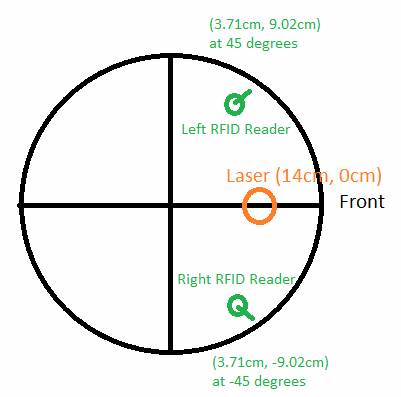 (3.71cm, 9.02cm)
at 45 degrees
Left RFID Reader
Laser (14cm, 0cm)
Front
Right RFID Reader
(3.71cm, -9.02cm)
at -45 degrees